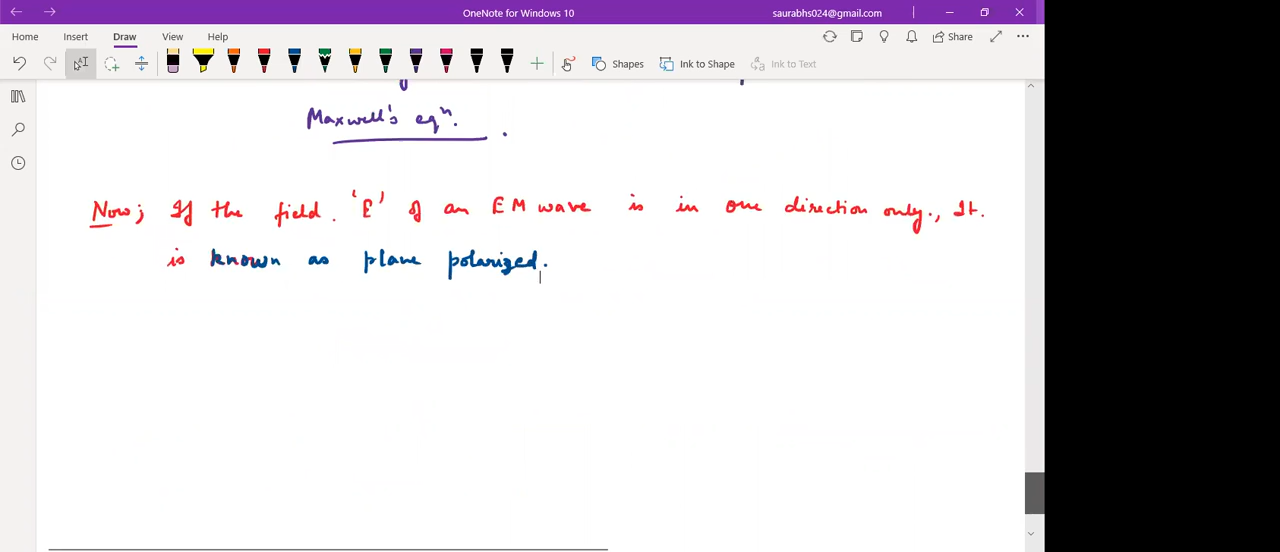 OneNote for Windows 10
saurabhs024@gmail.com
Home Insert Draw View Help
Share
Shapes
Ink to Shape
Ink to Text
Maxwell's eqⁿ.
Now; If the field. 'E' of an EM wave is in one direction only., It.
is known as plane polarized.